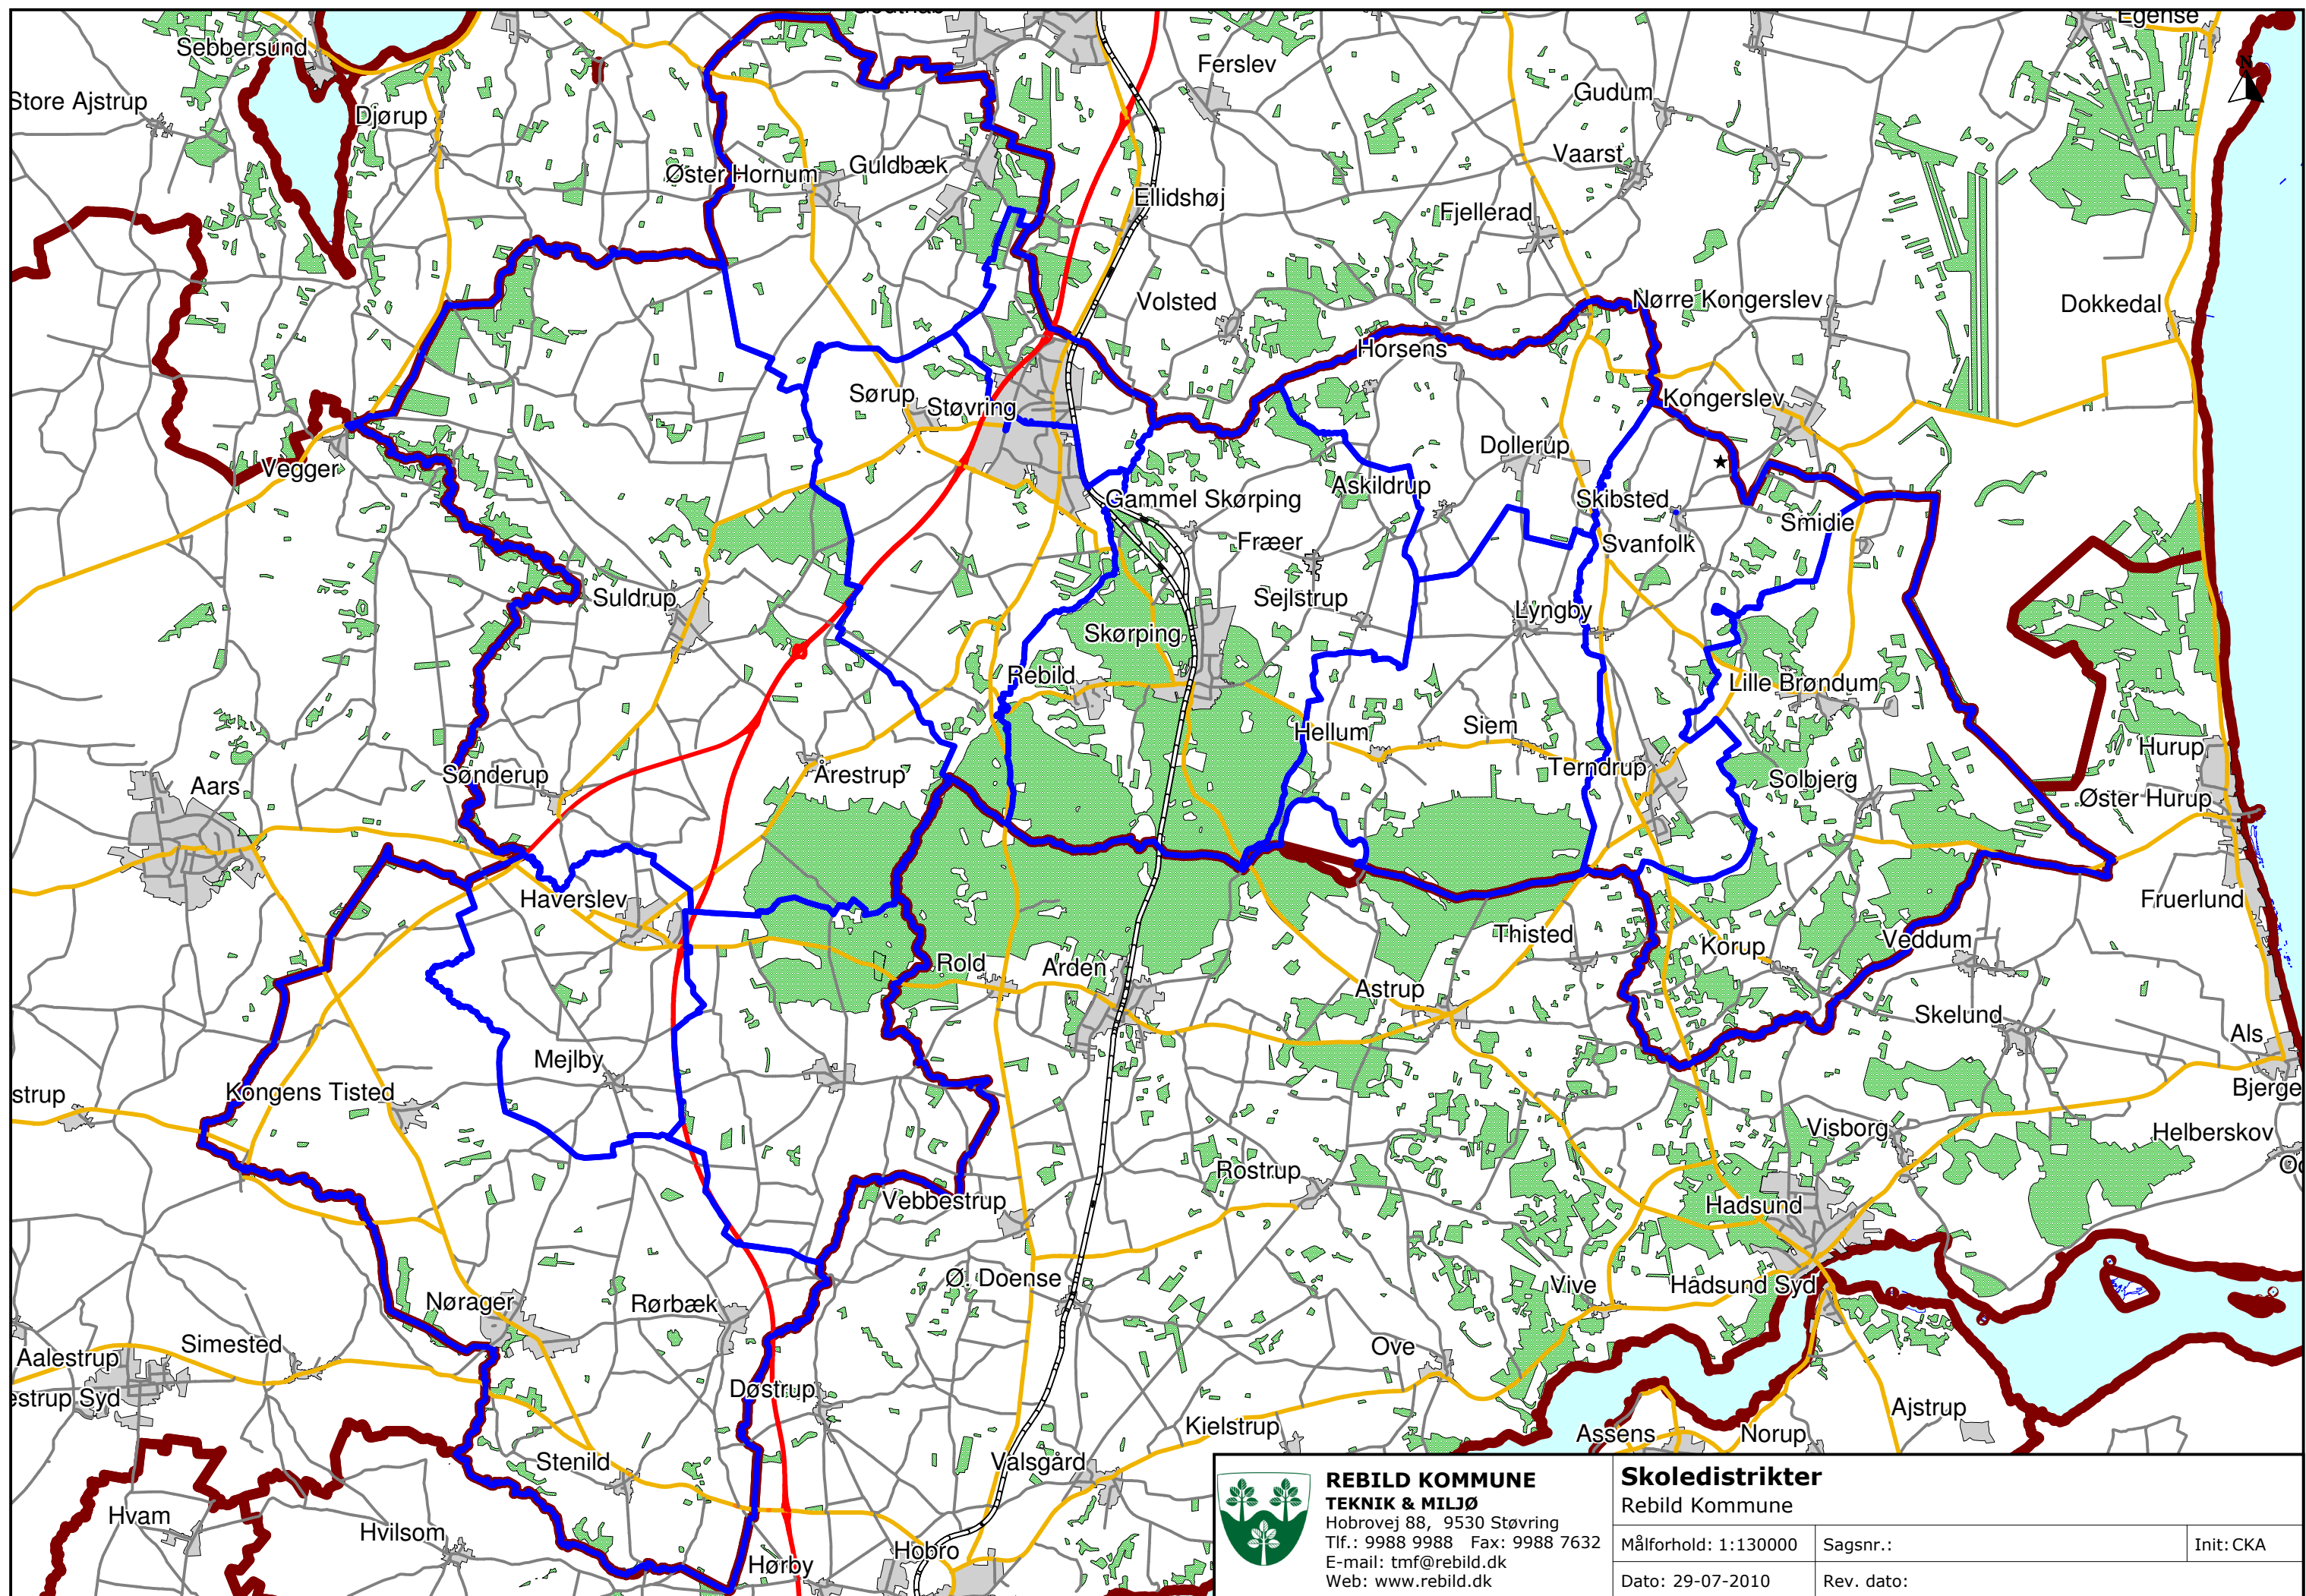 Egense
Sebbersund
Ferslev
Store Ajstrup
Gudum
Djørup
Vaarst
Guldbæk
Øster Hornum
Ellidshøj
Fjellerad
Volsted
Nørre Kongerslev
Dokkedal
Horsens
Sørup
Støvring
Kongerslev
Dollerup
Vegger
Gammel Skørping
Askildrup
Skibsted
Smidie
Fræer
Svanfolk
Suldrup
Sejlstrup
Lyngby
Skørping
Rebild
Lille Brøndum
Hellum
Siem
Hurup
Sønderup
Årestrup
Terndrup
Solbjerg
Aars
Øster Hurup
Haverslev
Fruerlund
Thisted
Korup
Veddum
Rold
Arden
Astrup
Skelund
Als
Mejlby
Kongens Tisted
strup
Bjerge
Visborg
Helberskov
Rostrup
Vebbestrup
Hadsund
Ø. Doense
Vive
Hadsund Syd
Nørager
Rørbæk
Simested
Ove
Aalestrup
estrup Syd
Døstrup
Ajstrup
Kielstrup
Assens
Norup
Stenild
Valsgård
Hvam
Hvilsom
Hobro
Hørby
N
REBILD KOMMUNE
TEKNIK & MILJØ
Hobrovej 88, 9530 Støvring
Tlf.: 9988 9988 Fax: 9988 7632
E-mail: tmf@rebild.dk
Web: www.rebild.dk
Skoledistrikter
Rebild Kommune
Målforhold: 1:130000
Sagsnr.:
Init: CKA
Dato: 29-07-2010
Rev. dato: